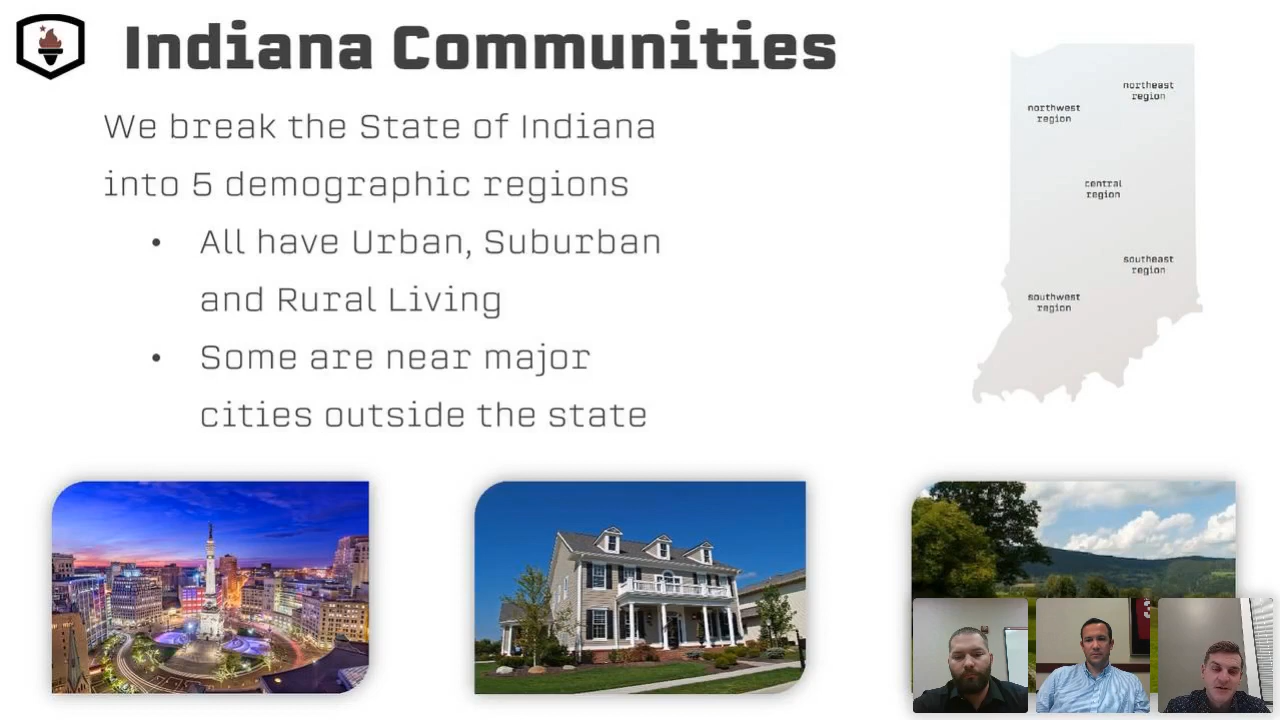 Indiana Communities
We break the State of Indiana
into 5 demographic regions
• All have Urban, Suburban
and Rural Living
• Some are near major
cities outside the state
northeast
region
northwest
region
central
region
southeast
region
southwest
region